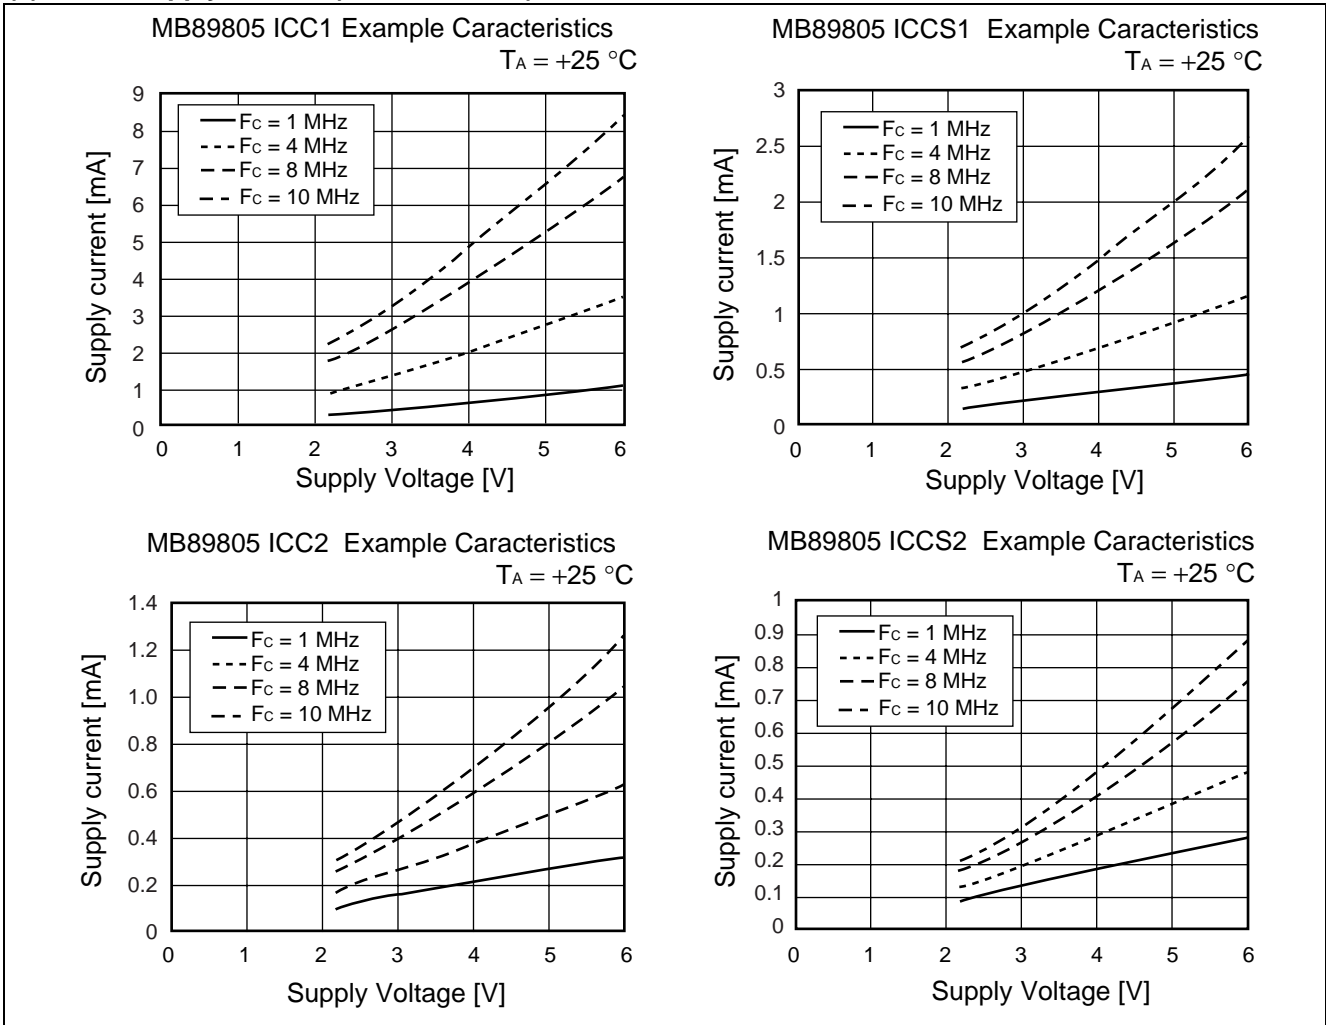 MB89805 ICC1 Example Caracteristics
TA = +25 °C
Supply current [mA]
9
8
7
6
5
4
3
2
1
0
FC = 1 MHz
FC = 4 MHz
FC = 8 MHz
FC = 10 MHz
0 1 2 3 4 5 6
Supply Voltage [V]
MB89805 ICCS1 Example Caracteristics
TA = +25 °C
Supply current [mA]
3
2.5
2
1.5
1
0.5
0
FC = 1 MHz
FC = 4 MHz
FC = 8 MHz
FC = 10 MHz
0 1 2 3 4 5 6
Supply Voltage [V]
MB89805 ICC2 Example Caracteristics
TA = +25 °C
Supply current [mA]
1.4
1.2
1.0
0.8
0.6
0.4
0.2
0
FC = 1 MHz
FC = 4 MHz
FC = 8 MHz
FC = 10 MHz
0 1 2 3 4 5 6
Supply Voltage [V]
MB89805 ICCS2 Example Caracteristics
TA = +25 °C
Supply current [mA]
1
0.9
0.8
0.7
0.6
0.5
0.4
0.3
0.2
0.1
0
FC = 1 MHz
FC = 4 MHz
FC = 8 MHz
FC = 10 MHz
0 1 2 3 4 5 6
Supply Voltage [V]